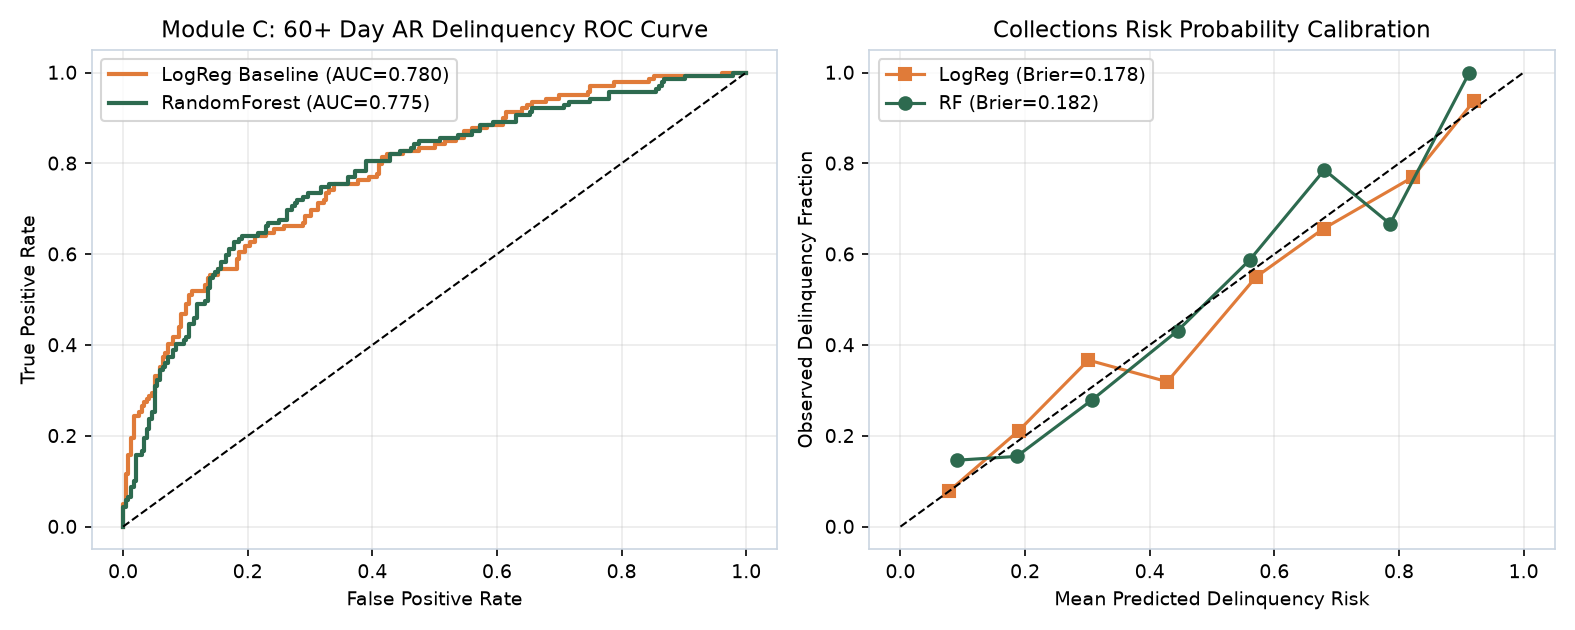 Module C: 60+ Day AR Delinquency ROC Curve
LogReg Baseline (AUC=0.780)
RandomForest (AUC=0.775)
True Positive Rate
1.0
0.8
0.6
0.4
0.2
0.0
0.0 0.2 0.4 0.6 0.8 1.0
False Positive Rate
Collections Risk Probability Calibration
LogReg (Brier=0.178)
RF (Brier=0.182)
Observed Delinquency Fraction
1.0
0.8
0.6
0.4
0.2
0.0
0.0 0.2 0.4 0.6 0.8 1.0
Mean Predicted Delinquency Risk